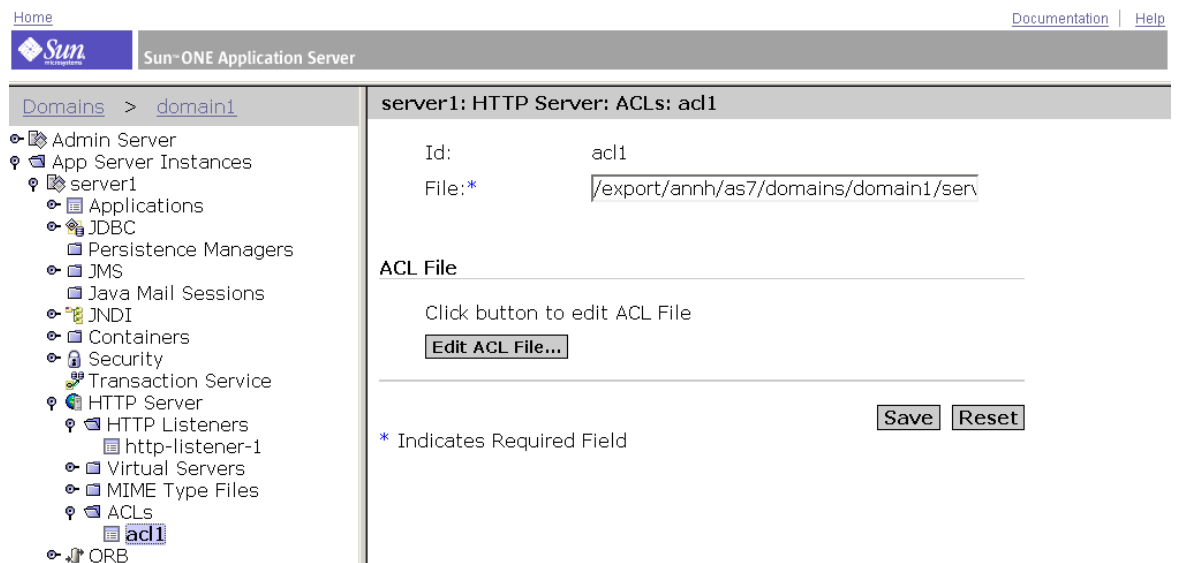 Home
Documentation | Help
Sun
microsystems
Sun™ONE Application Server
Domains > domain1
Admin Server
App Server Instances
server1
Applications
JDBC
Persistence Managers
JMS
Java Mail Sessions
JNDI
Containers
Security
Transaction Service
HTTP Server
HTTP Listeners
http-listener-1
Virtual Servers
MIME Type Files
ACLs
acl1
ORB
server1: HTTP Server: ACLs: acl1
Id: acl1
File:* /export/annh/as7/domains/domain1/serv
ACL File
Click button to edit ACL File
Edit ACL File...
Save Reset
* Indicates Required Field